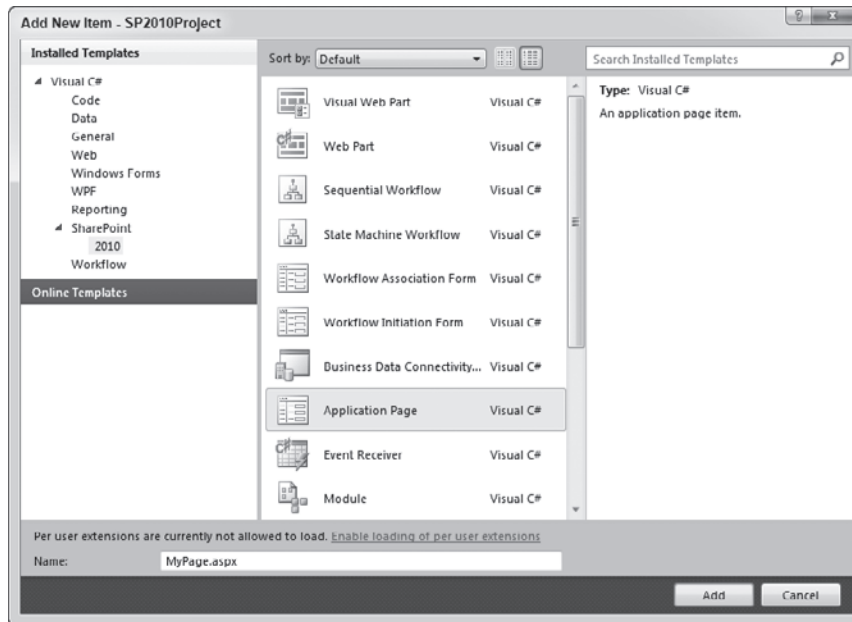 Add New Item - SP2010Project
Installed Templates
Visual C#
Code
Data
General
Web
Windows Forms
WPF
Reporting
SharePoint
2010
Workflow
Online Templates
Sort by: Default
Visual Web Part Visual C#
Web Part Visual C#
Sequential Workflow Visual C#
State Machine Workflow Visual C#
Workflow Association Form Visual C#
Workflow Initiation Form Visual C#
Business Data Connectivity... Visual C#
Application Page Visual C#
Event Receiver Visual C#
Module Visual C#
Search Installed Templates
Type: Visual C#
An application page item.
Per user extensions are currently not allowed to load. Enable loading of per user extensions
Name: MyPage.aspx
Add Cancel